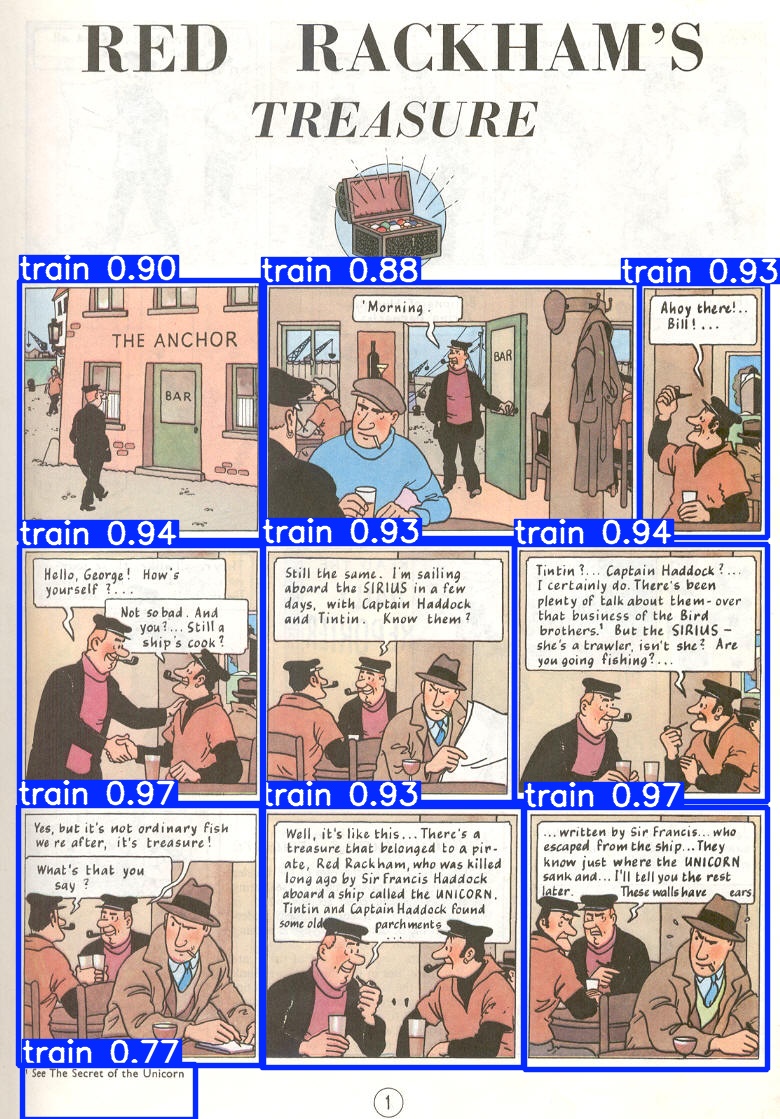 RED RACKHAM'S
TREASURE
train 0.90
THE ANCHOR
BAR
train 0.88
'Morning.
BAR
train 0.93
Ahoy there!..
Bill!...
train 0.94
Hello, George! How's
yourself?...
Not so bad. And
you?... Still a
ship's cook?
train 0.93
Still the same. I'm sailing
aboard the SIRIUS in a few
days, with Captain Haddock
and Tintin. Know them?
train 0.94
Tintin?... Captain Haddock?...
I certainly do. There's been
plenty of talk about them-over
that business of the Bird
brothers.¹ But the SIRIUS —
she's a trawler, isn't she? Are
you going fishing?...
train 0.97
Yes, but it's not ordinary fish
we're after, it's treasure!
What's that you
say?
train 0.93
Well, it's like this... There's a
treasure that belonged to a pir-
ate, Red Rackham, who was killed
long ago by Sir Francis Haddock
aboard a ship called the UNICORN.
Tintin and Captain Haddock found
some old parchments
...
train 0.97
...written by Sir Francis... who
escaped from the ship...They
know just where the UNICORN
sank and... I'll tell you the rest
later. These walls have ears.
train 0.77
¹ See The Secret of the Unicorn
1